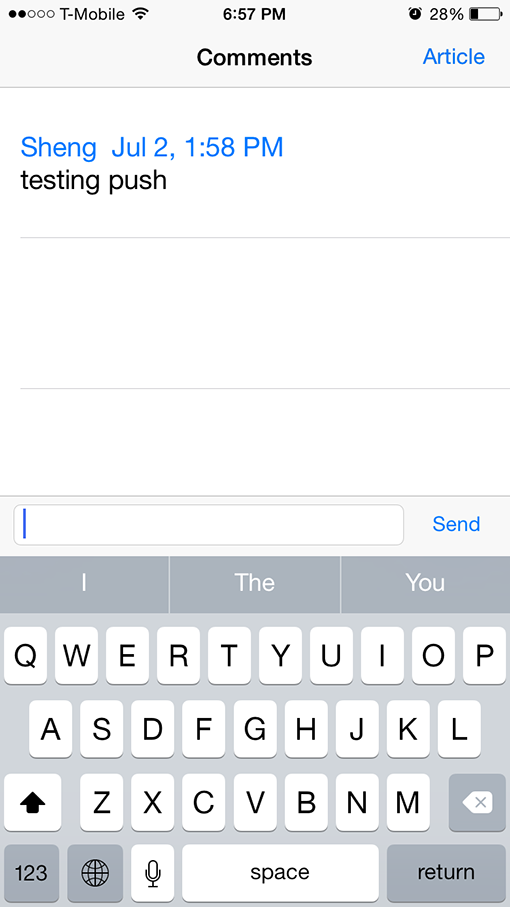 T-Mobile 6:57 PM 28%
Comments Article
Sheng Jul 2, 1:58 PM
testing push
Send
I The You
Q W E R T Y U I O P
A S D F G H J K L
Z X C V B N M
123 space return